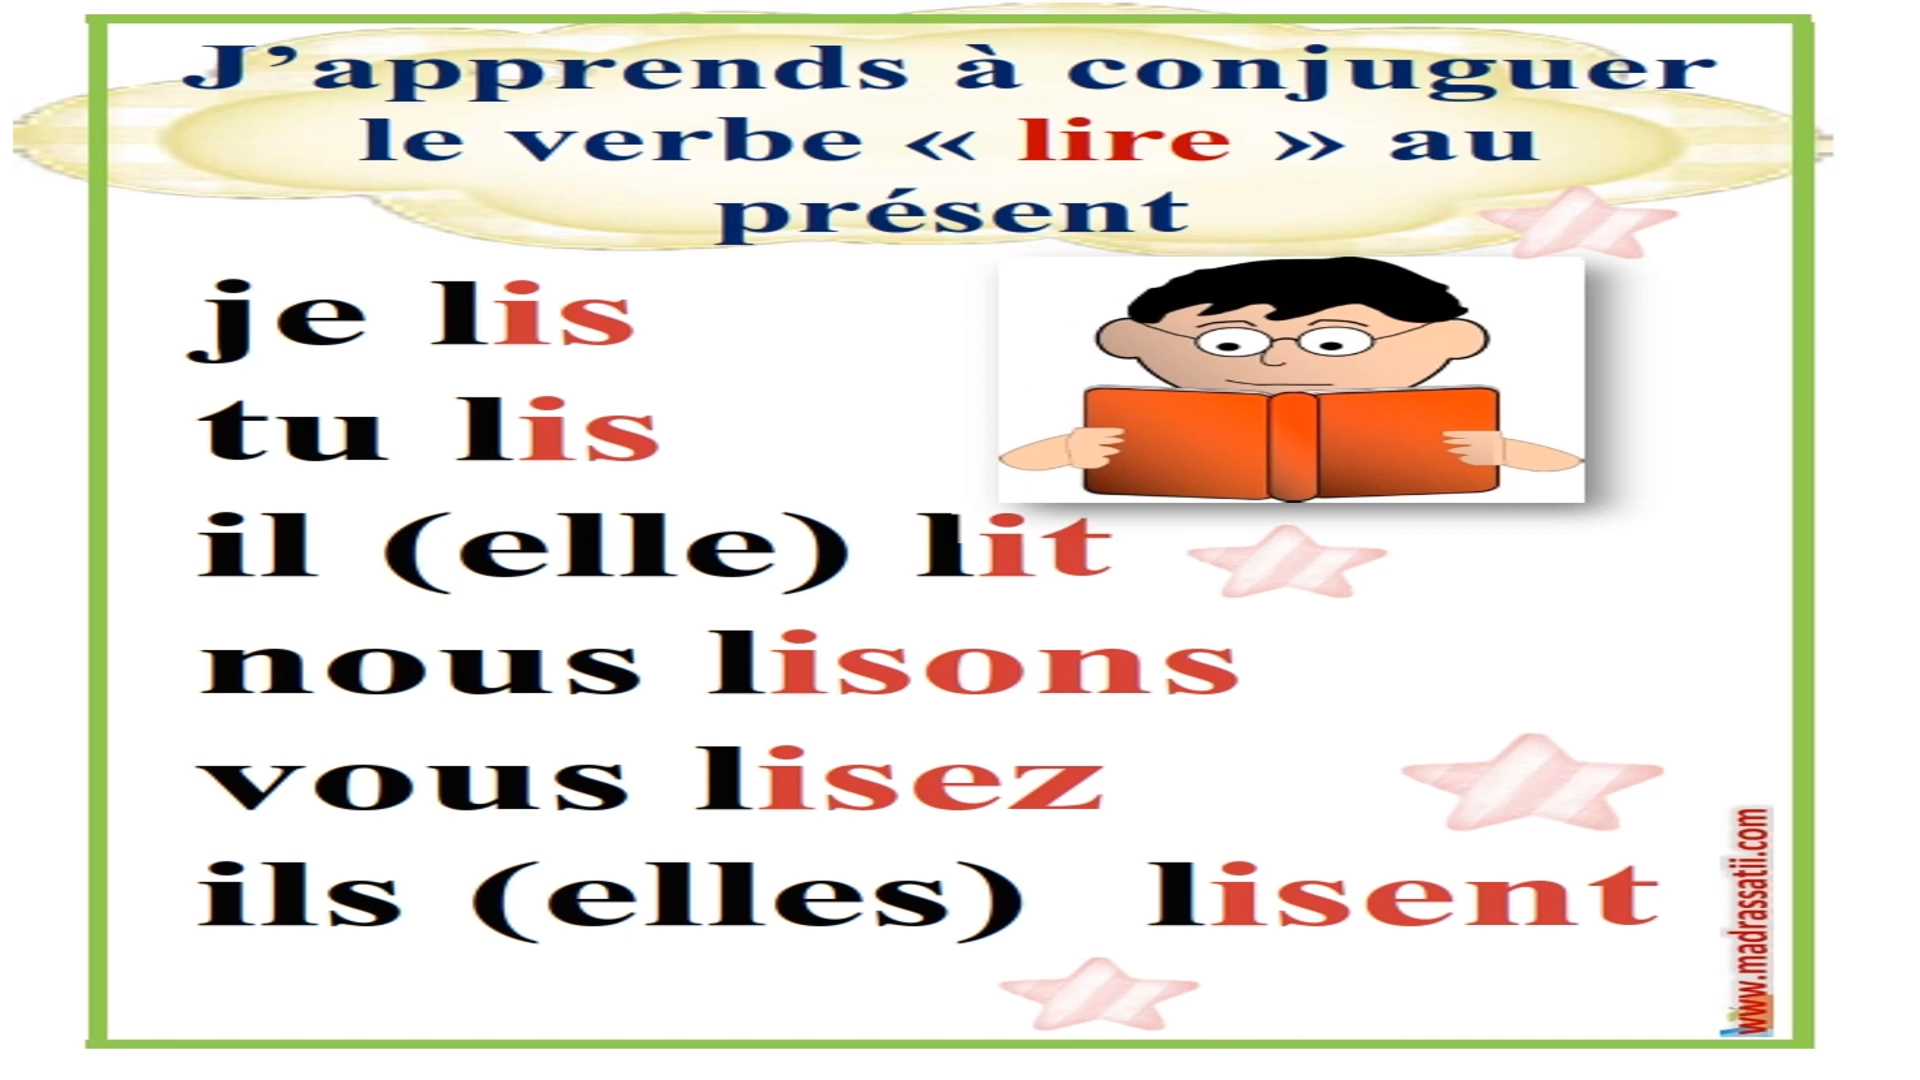 J’apprends à conjuguer
le verbe « lire » au
présent
je lis
tu lis
il (elle) lit
nous lisons
vous lisez
ils (elles) lisent
www.madrassatii.com